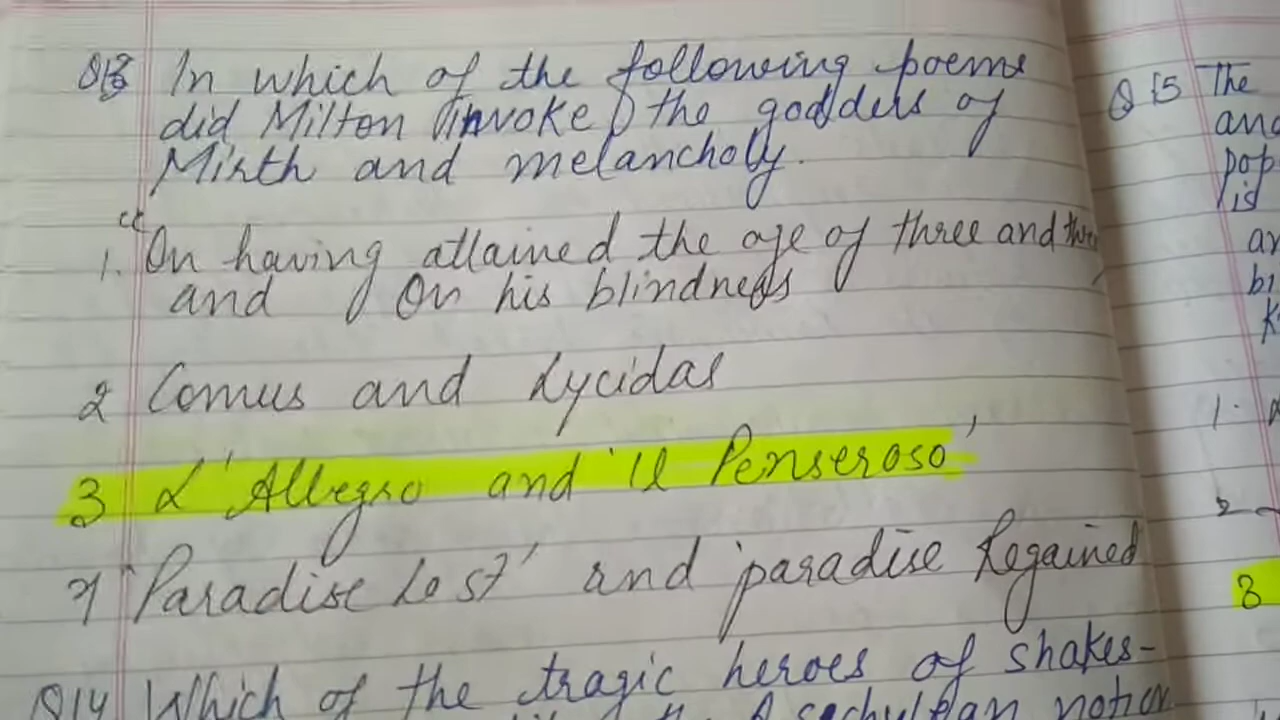 Q13 In which of the following poems
did Milton invoke the goddess of
Mirth and melancholy.
1. "On having attained the age of three and
and On his blindness
2 Comus and Lycidas
3 L'Allegro and 'Il Penseroso'
4 'Paradise Lost' and 'paradise Regained
Q14 Which of the tragic heroes of shakes-
notion
Q 15 The
and
pop
is
ar
bi
1.
2
3